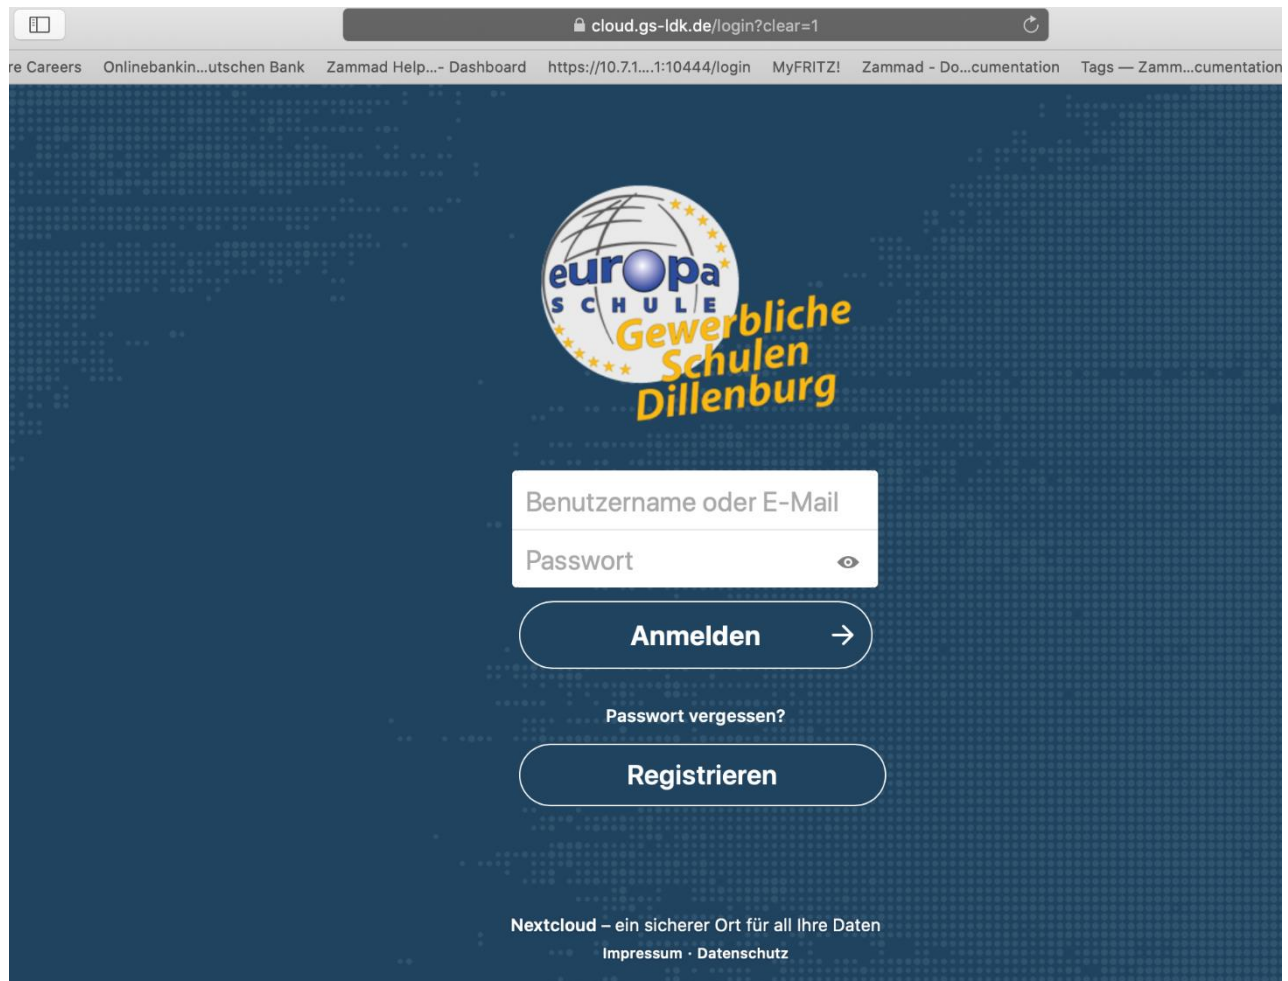 cloud.gs-ldk.de/login?clear=1
re Careers Onlinebankin...utschen Bank Zammad Help...- Dashboard https://10.7.1....1:10444/login MyFRITZ! Zammad - Do...cumentation Tags — Zamm...cumentation
europa
SCHULE
Gewerbliche
Schulen
Dillenburg
Benutzername oder E-Mail
Passwort
Anmelden
Passwort vergessen?
Registrieren
Nextcloud – ein sicherer Ort für all Ihre Daten
Impressum · Datenschutz